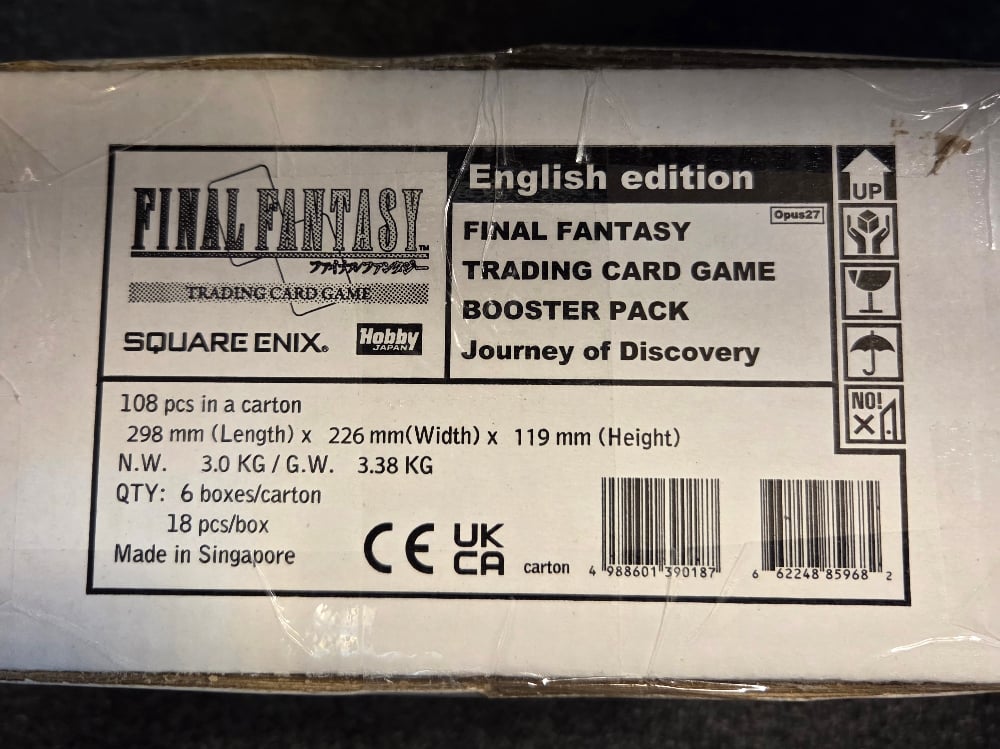 FINAL FANTASY™
ファイナルファンタジー
TRADING CARD GAME
SQUARE ENIX®
Hobby
JAPAN
English edition
Opus27
FINAL FANTASY
TRADING CARD GAME
BOOSTER PACK
Journey of Discovery
UP
NO!
108 pcs in a carton
298 mm (Length) x 226 mm(Width) x 119 mm (Height)
N.W. 3.0 KG / G.W. 3.38 KG
QTY: 6 boxes/carton
18 pcs/box
Made in Singapore
CE
UK
CA
carton
4 988601 390187
6 62248 85968 2